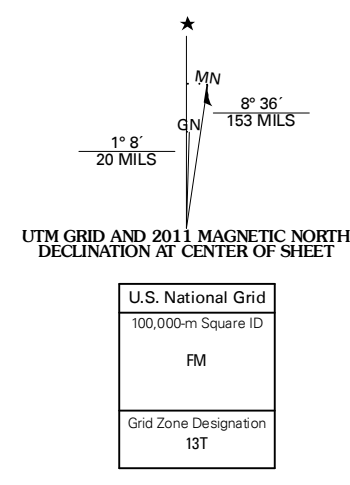 ★
MN
GN
8° 36´
153 MILS
1° 8´
20 MILS
UTM GRID AND 2011 MAGNETIC NORTH
DECLINATION AT CENTER OF SHEET
U.S. National Grid
100,000-m Square ID
FM
Grid Zone Designation
13T